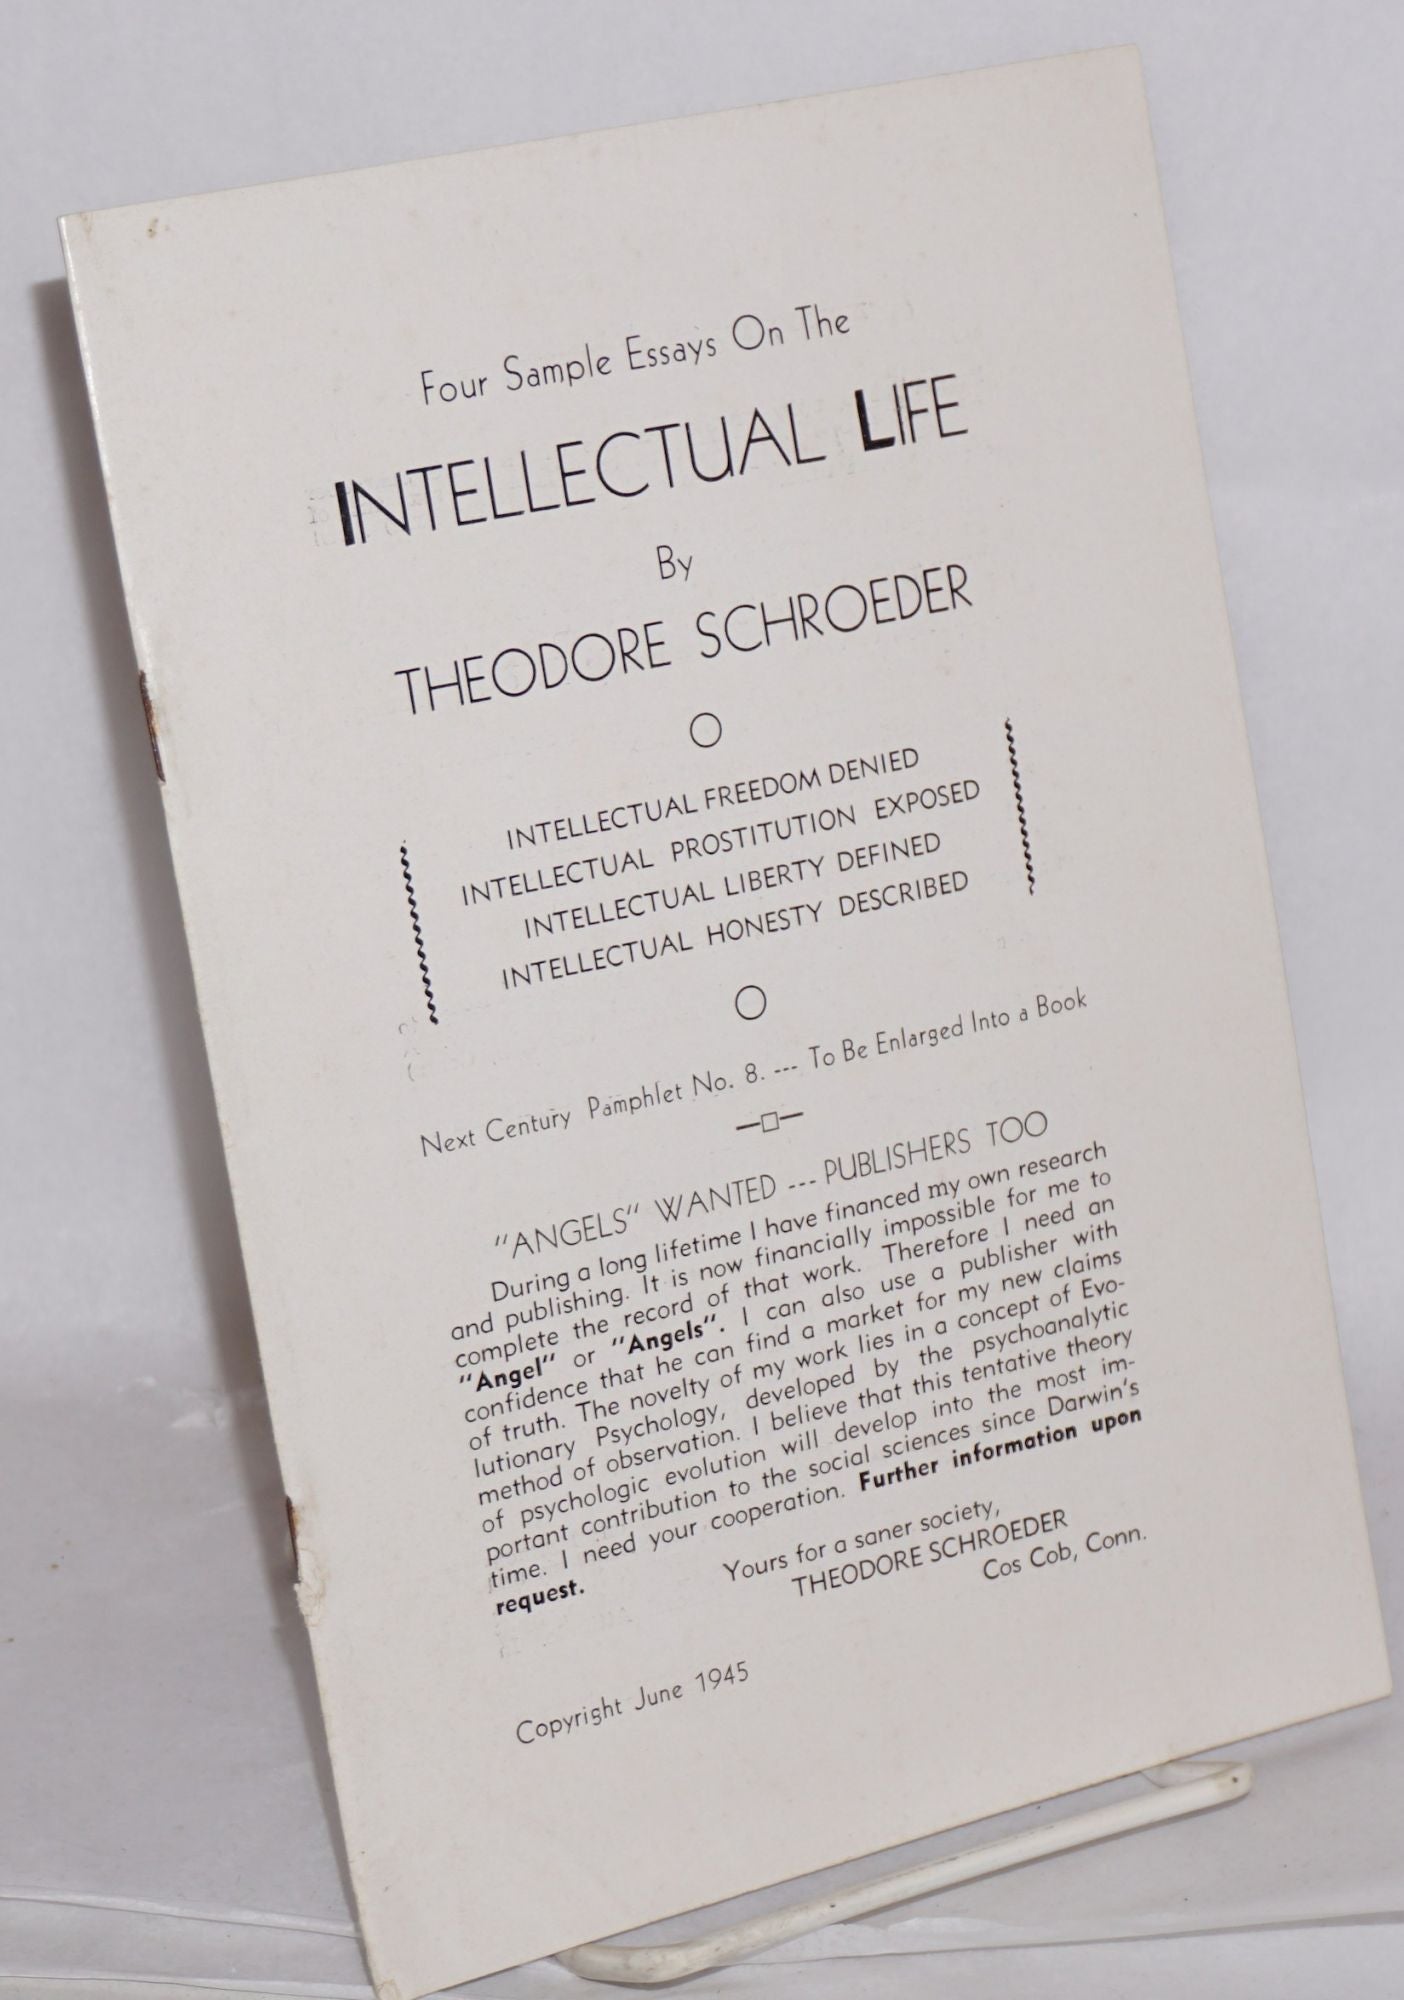 Four Sample Essays On The
INTELLECTUAL LIFE
By
THEODORE SCHROEDER
INTELLECTUAL FREEDOM DENIED
INTELLECTUAL PROSTITUTION EXPOSED
INTELLECTUAL LIBERTY DEFINED
INTELLECTUAL HONESTY DESCRIBED
Next Century Pamphlet No. 8. --- To Be Enlarged Into a Book
"ANGELS" WANTED --- PUBLISHERS TOO
During a long lifetime I have financed my own research
and publishing. It is now financially impossible for me to
complete the record of that work. Therefore I need an
"Angel" or "Angels". I can also use a publisher with
confidence that he can find a market for my new claims
of truth. The novelty of my work lies in a concept of Evo-
lutionary Psychology, developed by the psychoanalytic
method of observation. I believe that this tentative theory
of psychologic evolution will develop into the most im-
portant contribution to the social sciences since Darwin's
time. I need your cooperation. Further information upon
request.
Yours for a saner society,
THEODORE SCHROEDER
Cos Cob, Conn.
Copyright June 1945